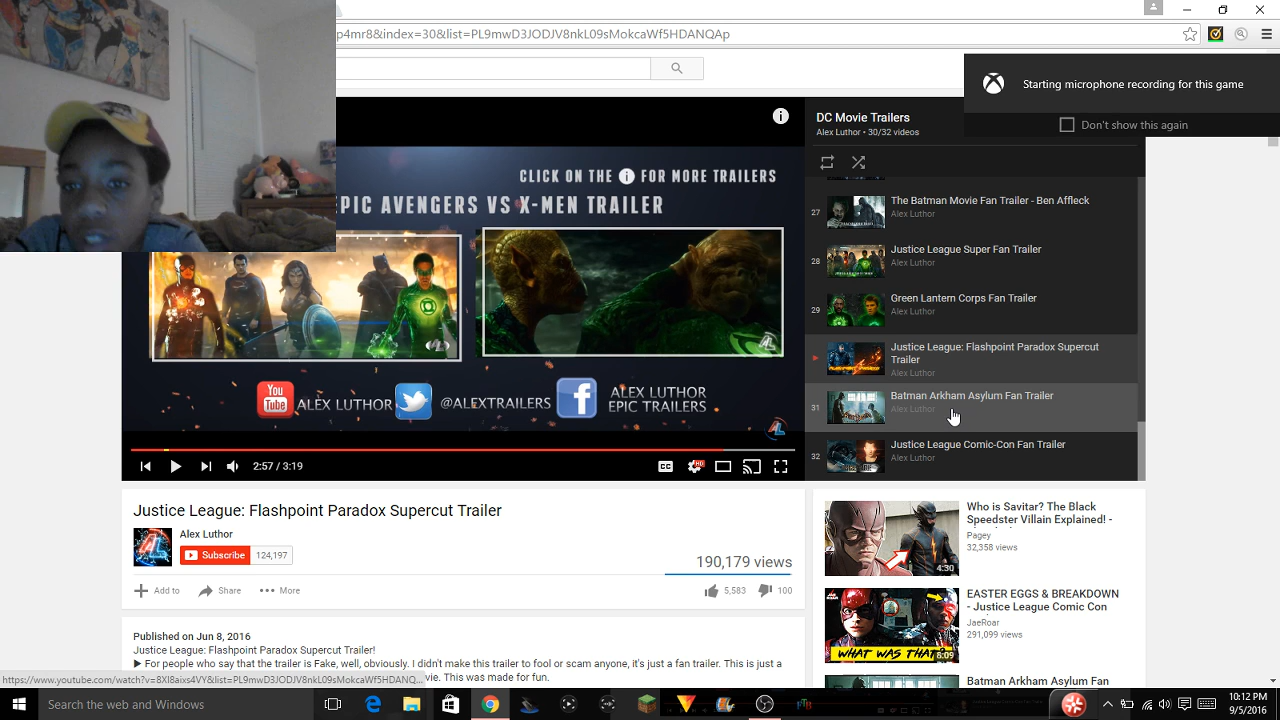 p4mr8&index=30&list=PL9mwD3JODJV8nkL09sMokcaWf5HDANQAp
Starting microphone recording for this game
Don't show this again
DC Movie Trailers
Alex Luthor • 30/32 videos
CLICK ON THE i FOR MORE TRAILERS
EPIC AVENGERS VS X-MEN TRAILER
YouTube ALEX LUTHOR
@ALEXTRAILERS
ALEX LUTHOR
EPIC TRAILERS
2:57 / 3:19
CC
HD
27
The Batman Movie Fan Trailer - Ben Affleck
Alex Luthor
28
Justice League Super Fan Trailer
Alex Luthor
29
Green Lantern Corps Fan Trailer
Alex Luthor
Justice League: Flashpoint Paradox Supercut
Trailer
Alex Luthor
31
Batman Arkham Asylum Fan Trailer
Alex Luthor
32
Justice League Comic-Con Fan Trailer
Alex Luthor
Justice League: Flashpoint Paradox Supercut Trailer
Alex Luthor
Subscribe 124,197
190,179 views
Add to Share More
5,583 100
Published on Jun 8, 2016
Justice League: Flashpoint Paradox Supercut Trailer!
► For people who say that the trailer is Fake, well, obviously. I didn't make this trailer to fool or scam anyone, it's just a fan trailer. This is just a
vie. This was made for fun.
Who is Savitar? The Black
Speedster Villain Explained! -
Pagey
32,358 views
4:30
EASTER EGGS & BREAKDOWN
- Justice League Comic Con
JaeRoar
291,099 views
WHAT WAS THAT
8:09
Batman Arkham Asylum Fan
https://www.youtube.com/watch?v=8Xl8aixs4VY&list=PL9mwD3JODJV8nkL09sMokcaWf5HDANQ...
Search the web and Windows
10:12 PM
9/5/2016